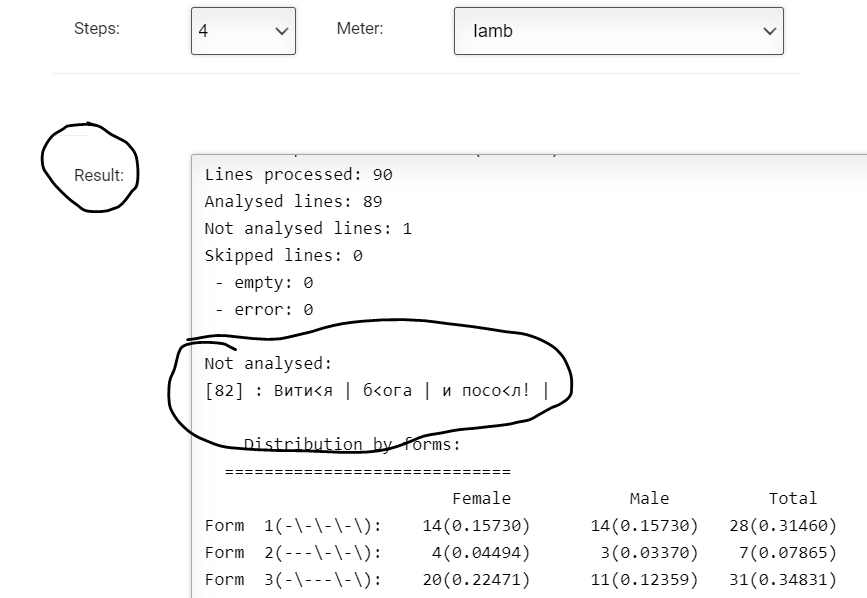 Steps: 4 Meter: Iamb
Result:
Lines processed: 90
Analysed lines: 89
Not analysed lines: 1
Skipped lines: 0
- empty: 0
- error: 0
Not analysed:
[82] : Вити<я | б<ога | и посо<л! |
Distribution by forms:
=============================
Female Male Total
Form 1(-\-\-\-\): 14(0.15730) 14(0.15730) 28(0.31460)
Form 2(---\-\-\): 4(0.04494) 3(0.03370) 7(0.07865)
Form 3(-\---\-\): 20(0.22471) 11(0.12359) 31(0.34831)